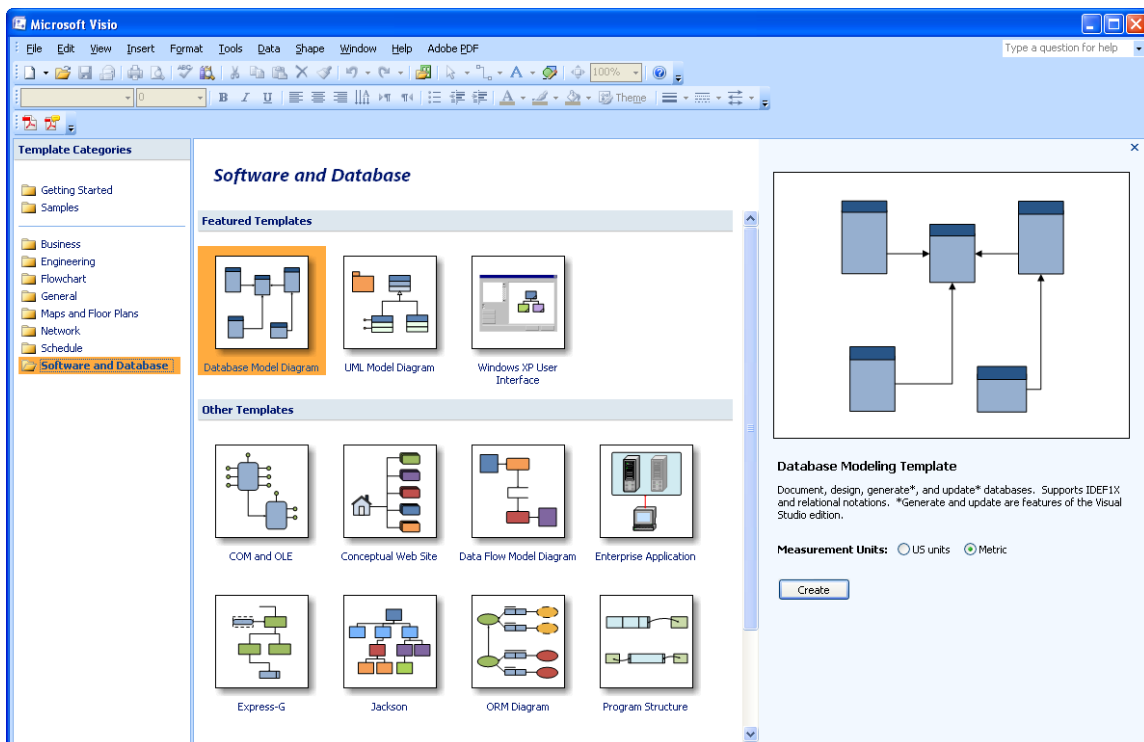 Microsoft Visio
File Edit View Insert Format Tools Data Shape Window Help Adobe PDF
Type a question for help
100%
0
B I U
A
Theme
Template Categories
Getting Started
Samples
Business
Engineering
Flowchart
General
Maps and Floor Plans
Network
Schedule
Software and Database
Software and Database
Featured Templates
Database Model Diagram
UML Model Diagram
Windows XP User
Interface
Other Templates
COM and OLE
Conceptual Web Site
Data Flow Model Diagram
Enterprise Application
Express-G
Jackson
ORM Diagram
Program Structure
Database Modeling Template
Document, design, generate*, and update* databases. Supports IDEF1X
and relational notations. *Generate and update are features of the Visual
Studio edition.
Measurement Units: US units Metric
Create